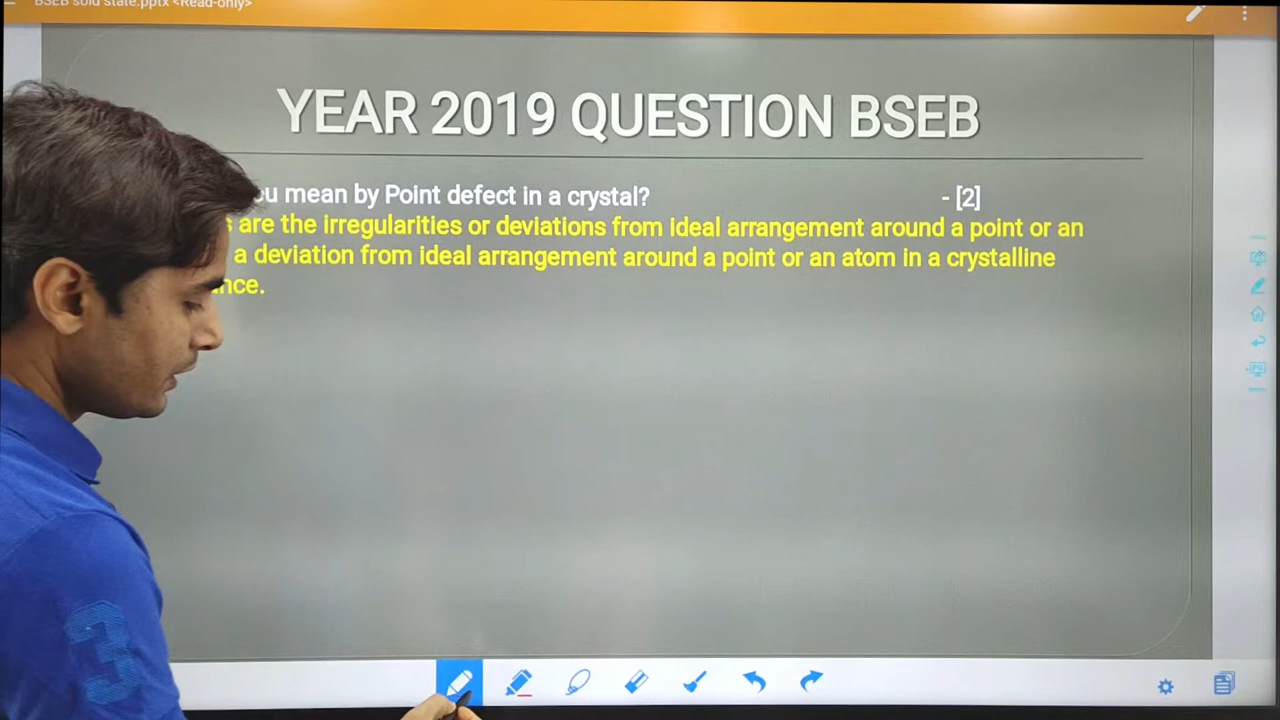 BSEB solid state.pptx <Read-only>
YEAR 2019 QUESTION BSEB
mean by Point defect in a crystal? - [2]
are the irregularities or deviations from ideal arrangement around a point or an
a deviation from ideal arrangement around a point or an atom in a crystalline
3